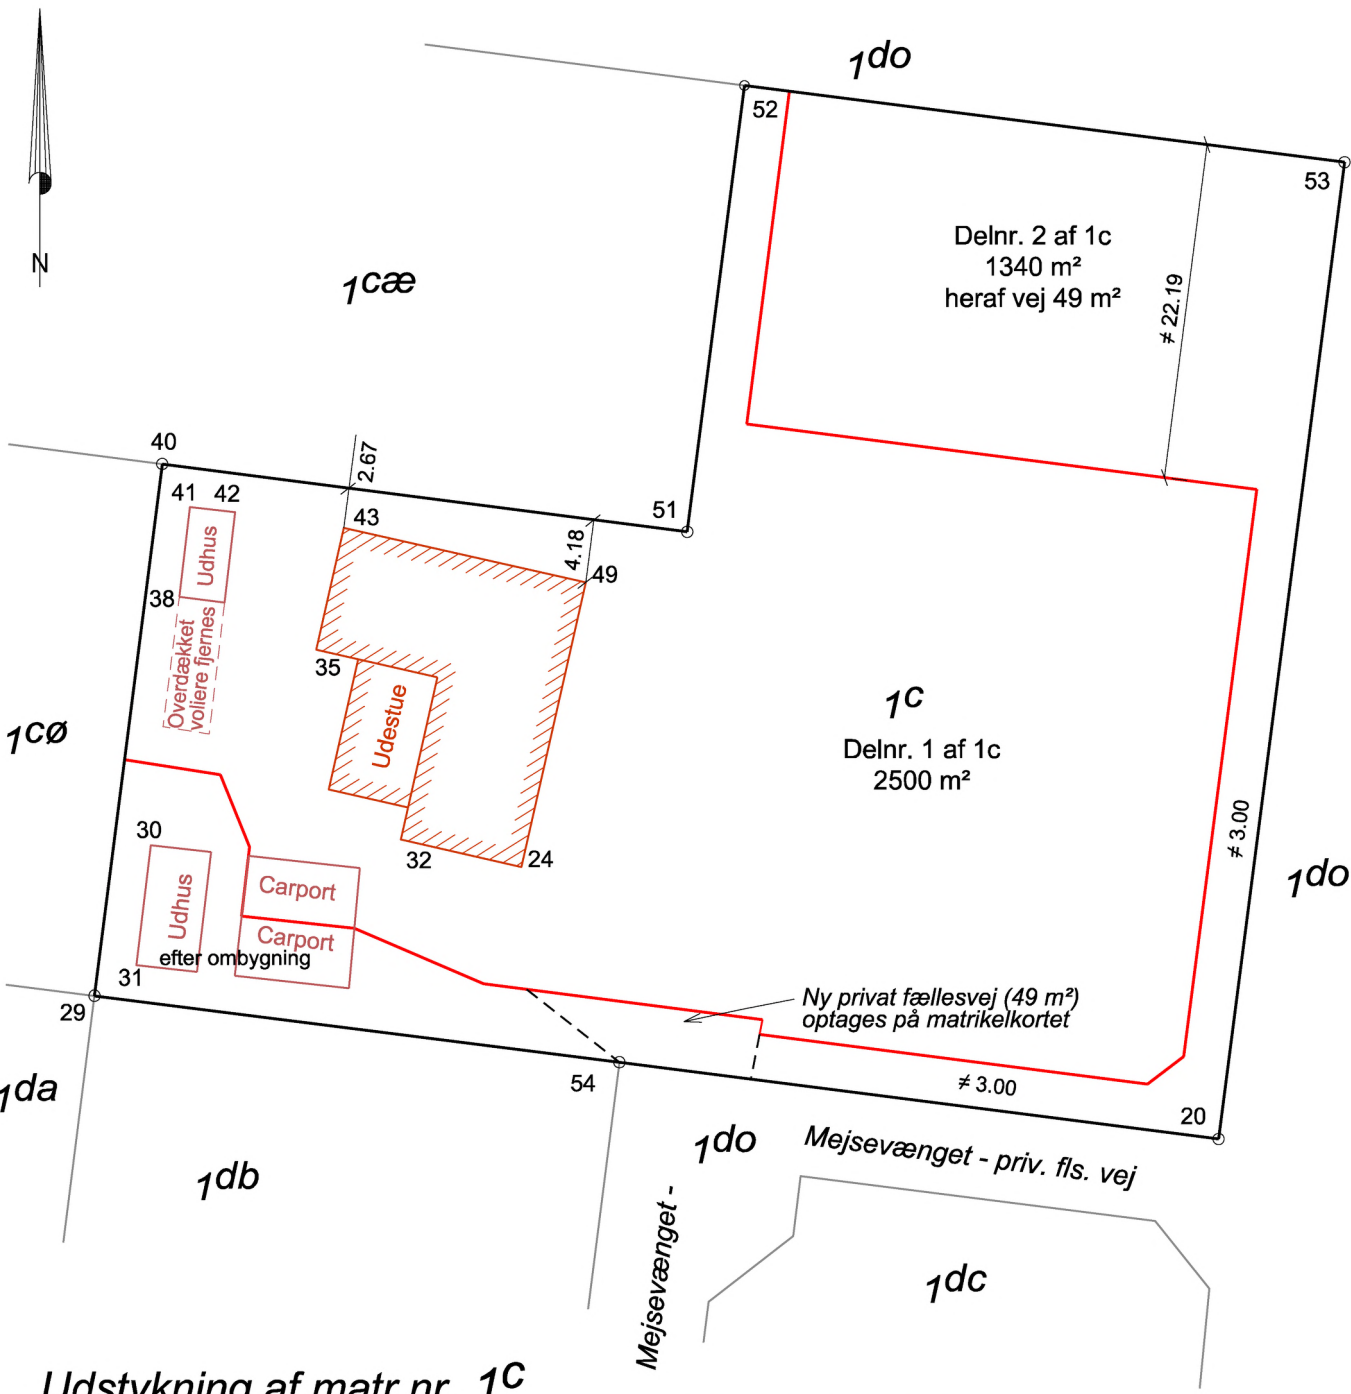 1do
52
53
N
Delnr. 2 af 1c
1340 m²
heraf vej 49 m²
≠ 22.19
1cæ
40
2.67
41 42
43
51
4.18
49
Udhus
38
Overdækket
voliere fjernes
35
Udestue
1cø
1c
Delnr. 1 af 1c
2500 m²
≠ 3.00
30
32
24
Carport
Udhus
Carport
efter ombygning
31
29
1do
Ny privat fællesvej (49 m²)
optages på matrikelkortet
54
≠ 3.00
20
1da
1db
1do
Mejsevænget - priv. fls. vej
Mejsevænget -
1dc
Udstykning af matr.nr. 1c